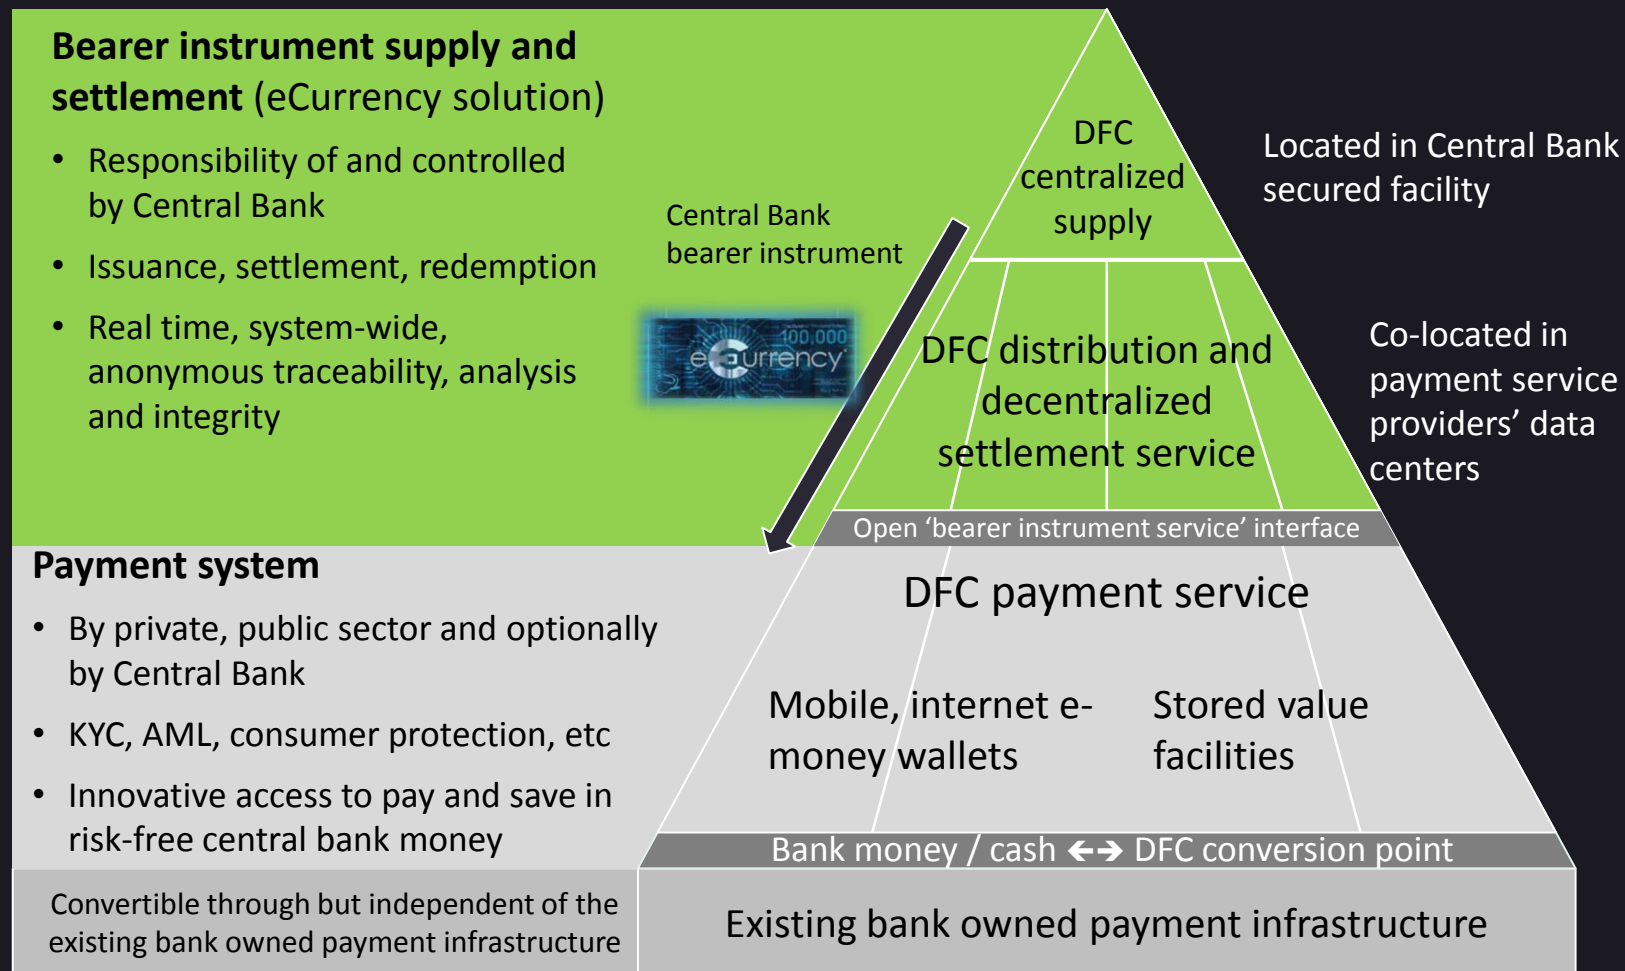 Bearer instrument supply and
settlement (eCurrency solution)
• Responsibility of and controlled
by Central Bank
• Issuance, settlement, redemption
• Real time, system-wide,
anonymous traceability, analysis
and integrity
Central Bank
bearer instrument
100,000
eCurrency
DFC
centralized
supply
Located in Central Bank
secured facility
DFC distribution and
decentralized
settlement service
Co-located in
payment service
providers’ data
centers
Open ‘bearer instrument service’ interface
Payment system
• By private, public sector and optionally
by Central Bank
• KYC, AML, consumer protection, etc
• Innovative access to pay and save in
risk-free central bank money
DFC payment service
Mobile, internet e-
money wallets
Stored value
facilities
Bank money / cash ←→ DFC conversion point
Convertible through but independent of the
existing bank owned payment infrastructure
Existing bank owned payment infrastructure